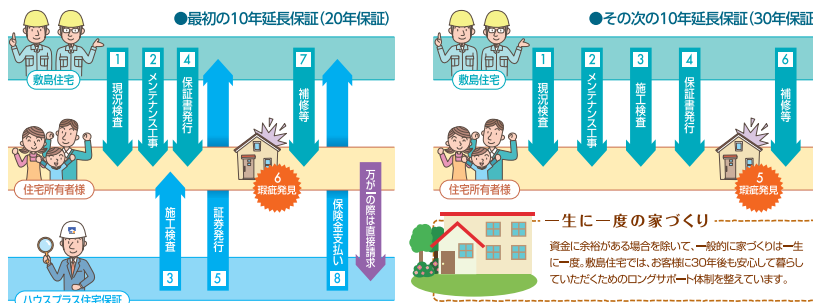 ●最初の10年延長保証（20年保証）
敷島住宅
1
現況検査
2
メンテナンス工事
4
保証書発行
7
補修等
住宅所有者様
6
瑕疵発見
万が一の際は直接請求
施工検査
3
証券発行
5
保険金支払い
8
ハウスプラス住宅保証
●その次の10年延長保証（30年保証
敷島住宅
1
現況検査
2
メンテナンス工事
3
施工検査
4
保証書発行
6
補修等
住宅所有者様
5
瑕疵発見
一生に一度の家づくり
資金に余裕がある場合を除いて、一般的に家づくりは一生
に一度。敷島住宅では、お客様に30年後も安心して暮らし
ていただくためのロングサポート体制を整えています。